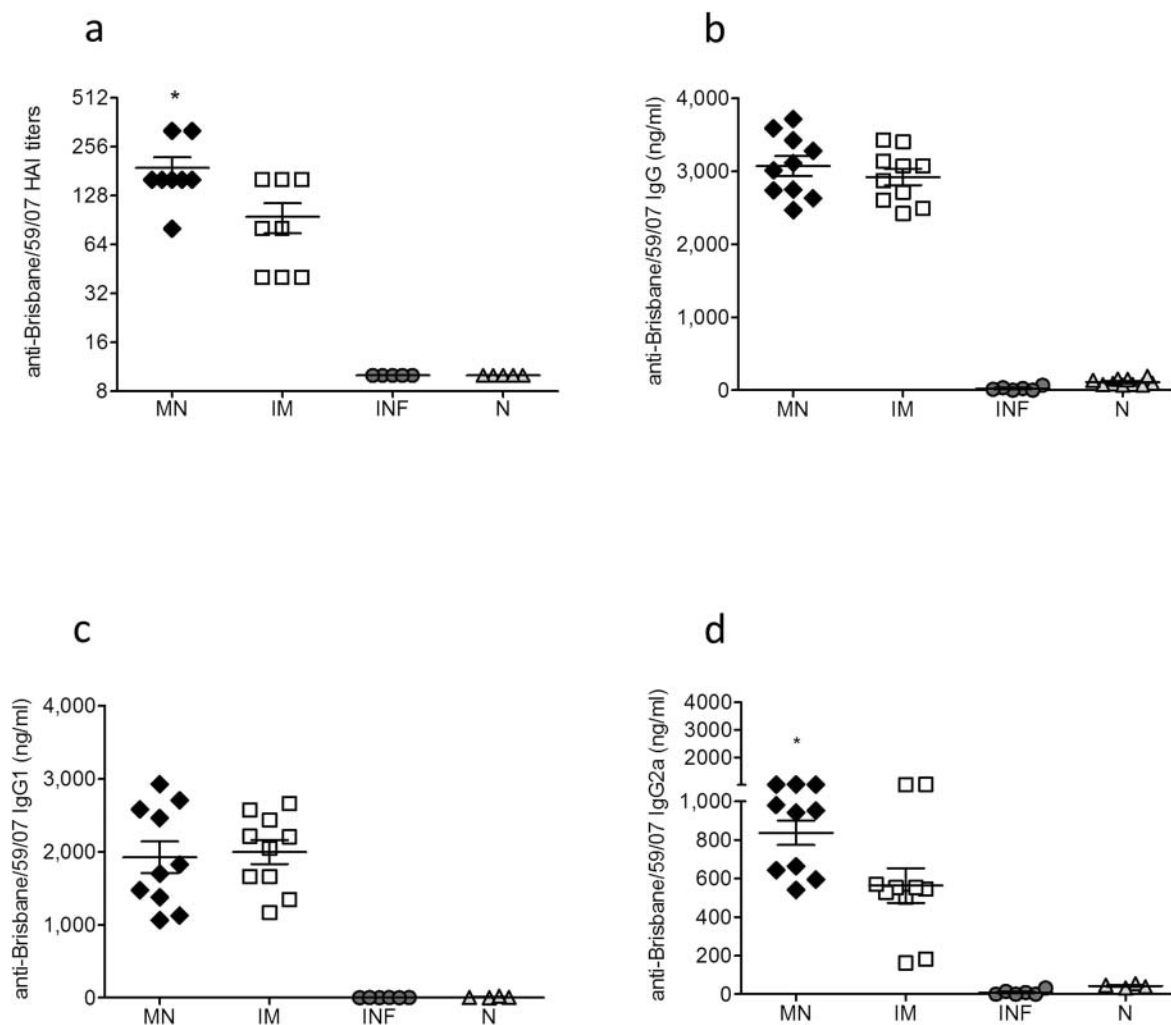 a
anti-Brisbane/59/07 HAI titers
512
256
128
64
32
16
8
*
MN
IM
INF
N
b
anti-Brisbane/59/07 IgG (ng/ml)
4,000
3,000
2,000
1,000
0
MN
IM
INF
N
c
anti-Brisbane/59/07 IgG1 (ng/ml)
4,000
3,000
2,000
1,000
0
MN
IM
INF
N
d
anti-Brisbane/59/07 IgG2a (ng/ml)
4000
3000
2000
1,000
800
600
400
200
0
*
MN
IM
INF
N